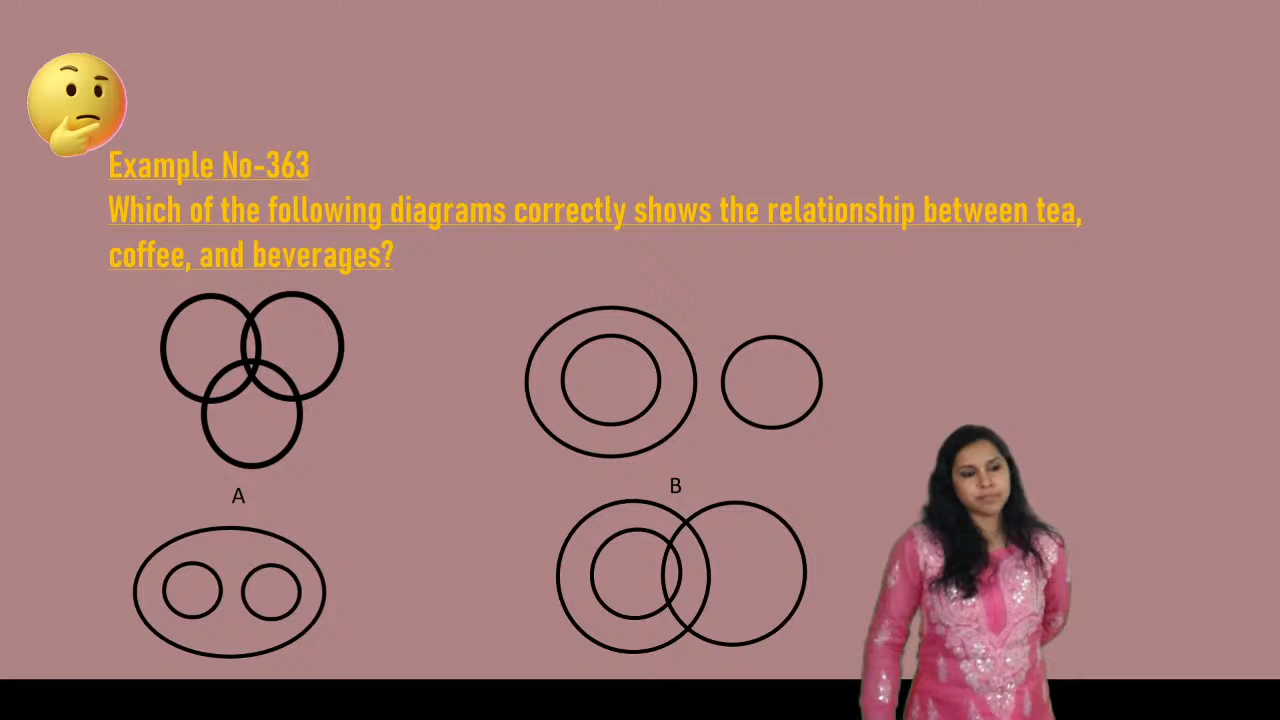 Example No-363
Which of the following diagrams correctly shows the relationship between tea,
coffee, and beverages?
A
B